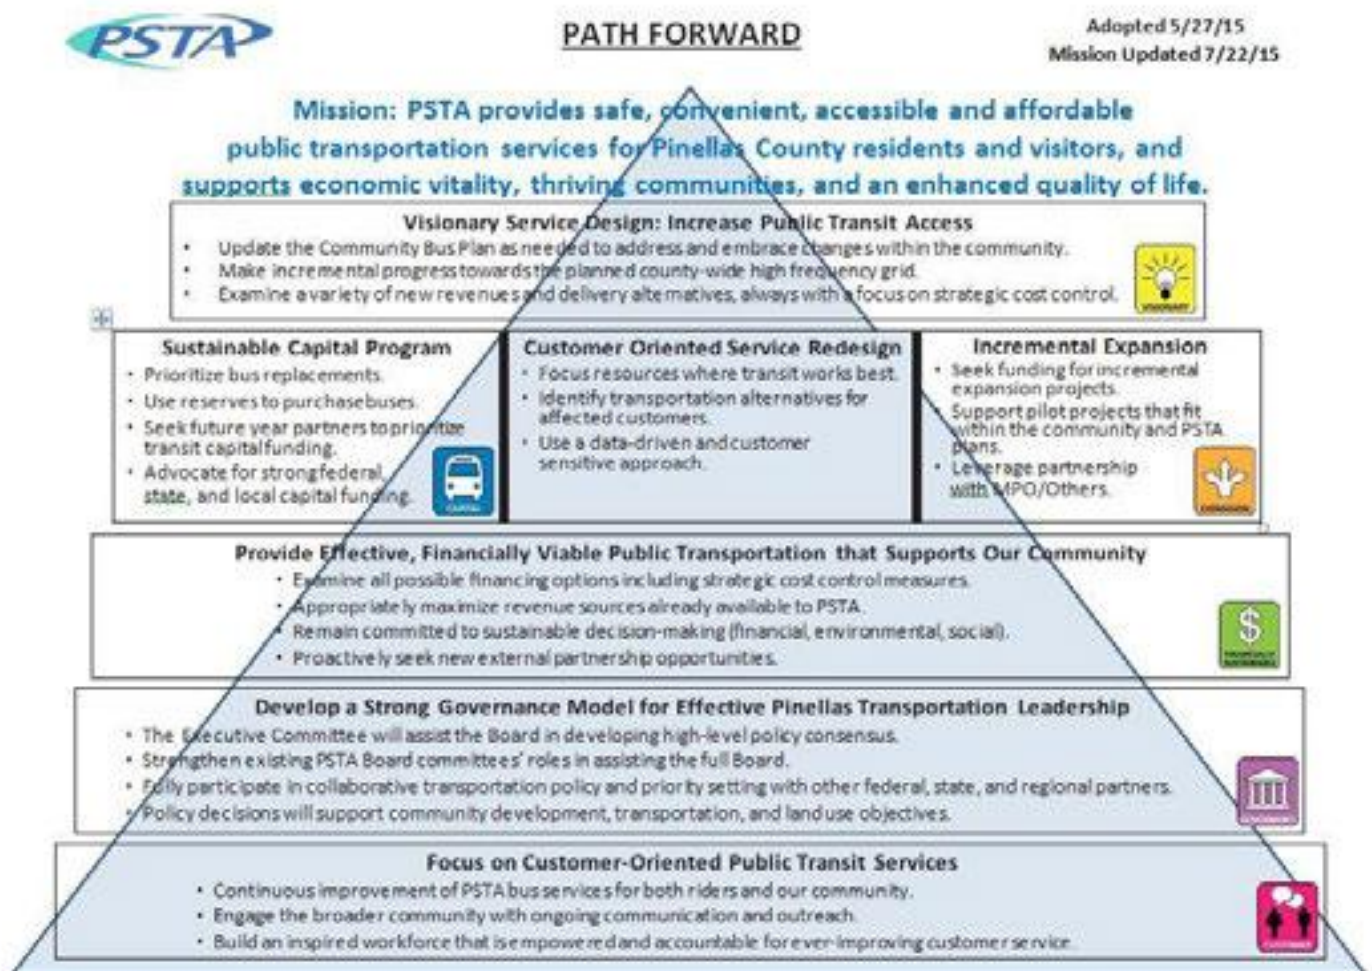 PSTA
PATH FORWARD
Adopted 5/27/15
Mission Updated 7/22/15
Mission: PSTA provides safe, convenient, accessible and affordable
public transportation services for Pinellas County residents and visitors, and
supports economic vitality, thriving communities, and an enhanced quality of life.
Visionary Service Design: Increase Public Transit Access
• Update the Community Bus Plan as needed to address and embrace changes within the community.
• Make incremental progress towards the planned county-wide high frequency grid.
• Examine a variety of new revenues and delivery alternatives, always with a focus on strategic cost control.
VISIONARY
Sustainable Capital Program
• Prioritize bus replacements.
• Use reserves to purchase buses.
• Seek future year partners to prioritize
transit capital funding.
• Advocate for strong federal,
state, and local capital funding.
CAPITAL
Customer Oriented Service Redesign
• Focus resources where transit works best.
• Identify transportation alternatives for
affected customers.
• Use a data-driven and customer
sensitive approach.
Incremental Expansion
• Seek funding for incremental
expansion projects.
• Support pilot projects that fit
within the community and PSTA
plans.
• Leverage partnership
with MPO/Others.
EXPANSION
Provide Effective, Financially Viable Public Transportation that Supports Our Community
• Examine all possible financing options including strategic cost control measures.
• Appropriately maximize revenue sources already available to PSTA.
• Remain committed to sustainable decision-making (financial, environmental, social).
• Proactively seek new external partnership opportunities.
$
FINANCIALLY
SUSTAINABLE
Develop a Strong Governance Model for Effective Pinellas Transportation Leadership
• The Executive Committee will assist the Board in developing high-level policy consensus.
• Strengthen existing PSTA Board committees' roles in assisting the full Board.
• Fully participate in collaborative transportation policy and priority setting with other federal, state, and regional partners.
• Policy decisions will support community development, transportation, and land use objectives.
Focus on Customer-Oriented Public Transit Services
• Continuous improvement of PSTA bus services for both riders and our community.
• Engage the broader community with ongoing communication and outreach.
• Build an inspired workforce that is empowered and accountable for ever-improving customer service
CUSTOMER